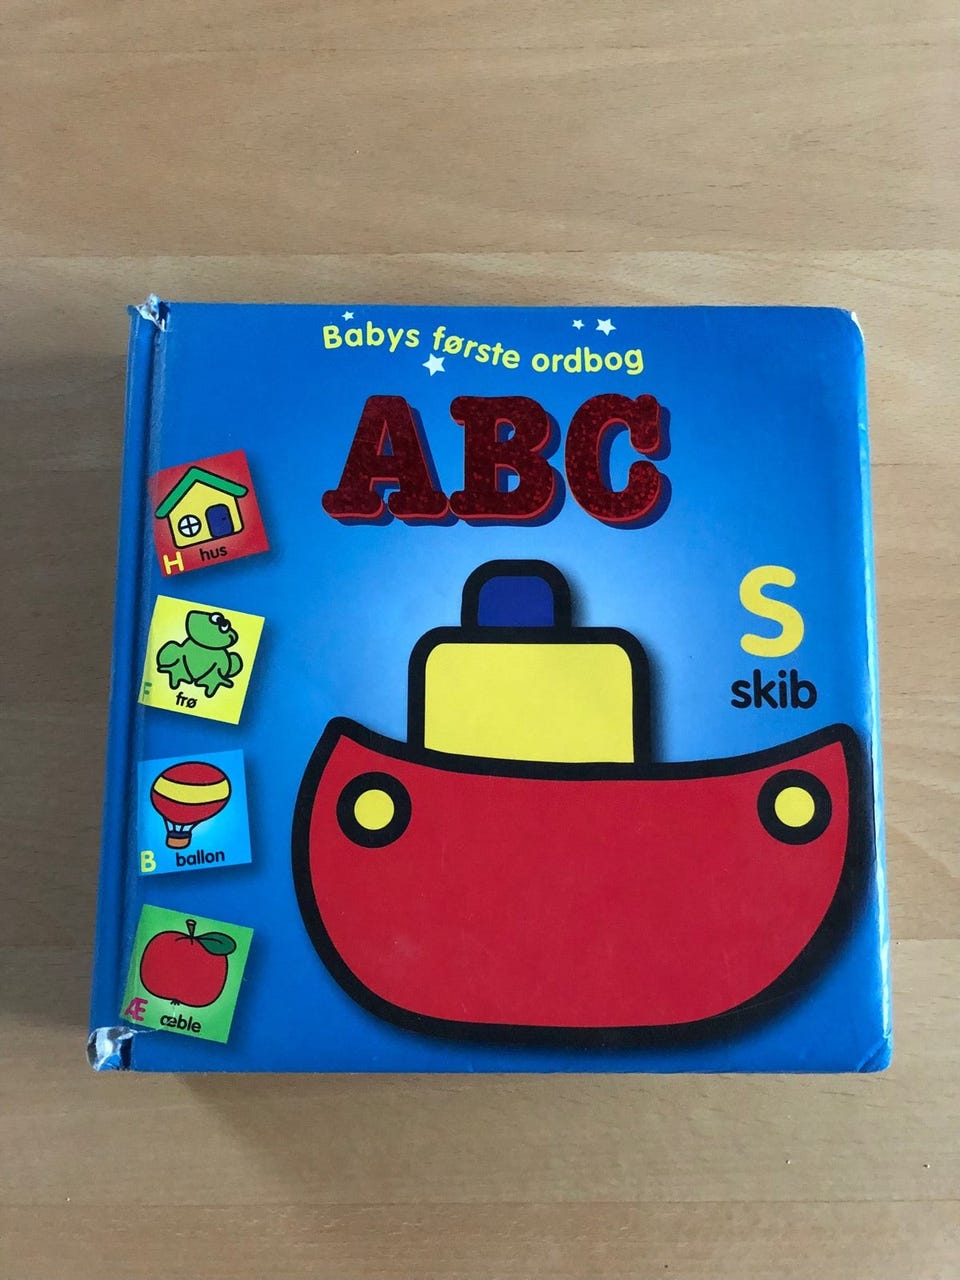 Babys første ordbog
ABC
S
skib
H hus
F frø
B ballon
Æ æble